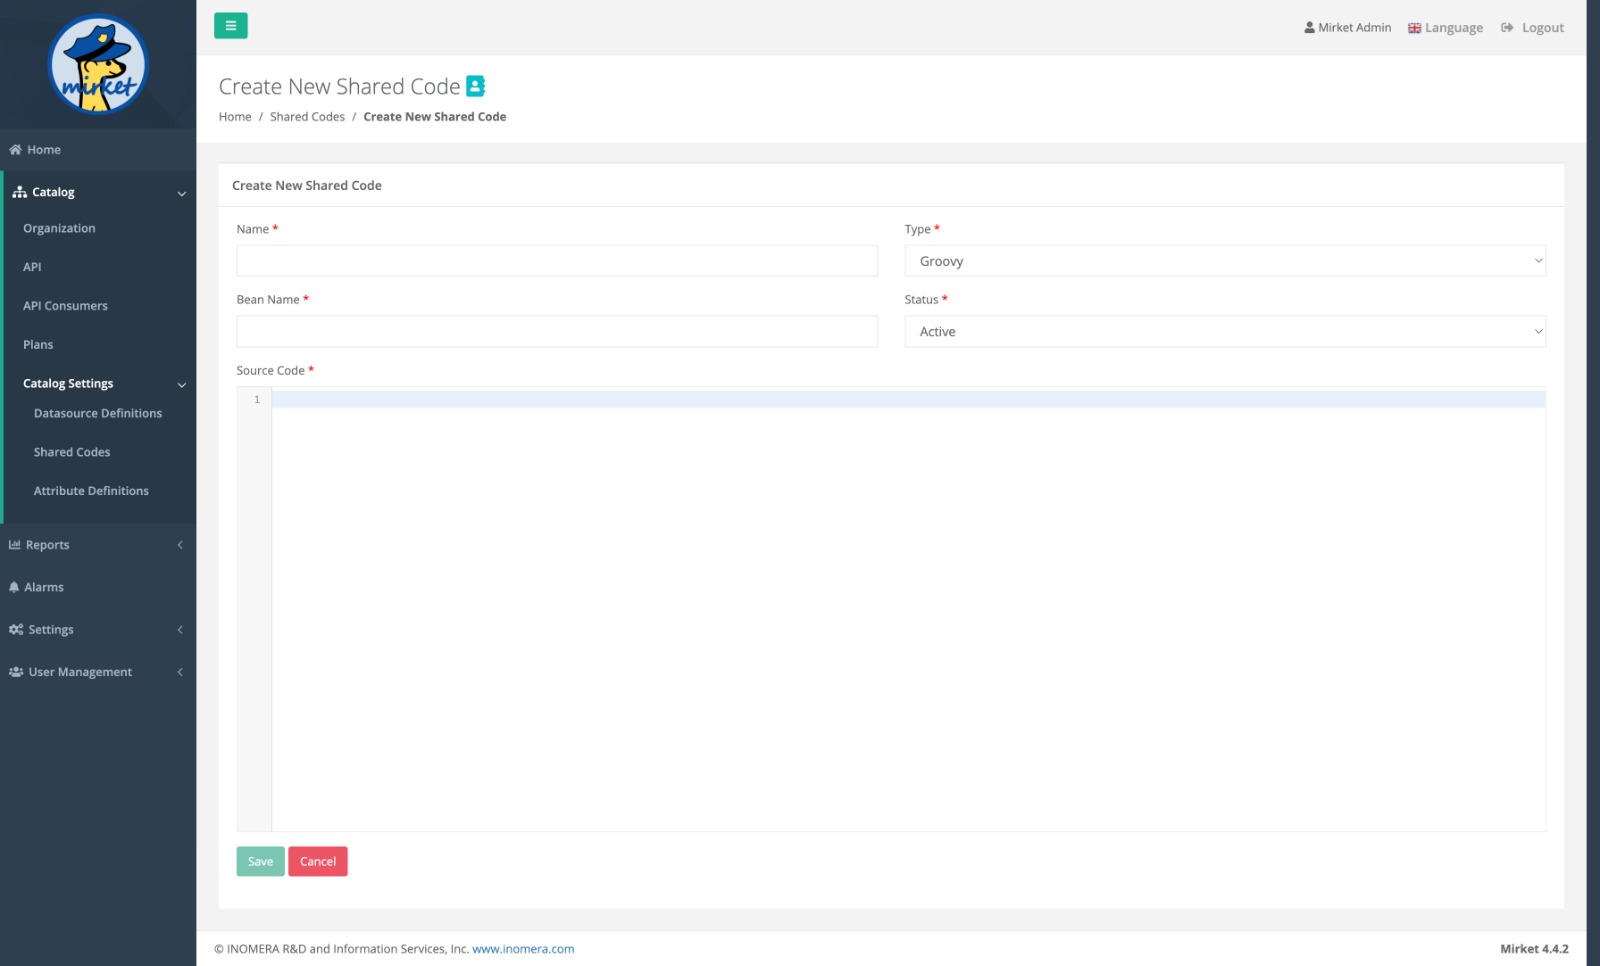 mirket
Mirket Admin
Language
Logout
Create New Shared Code
Home / Shared Codes / Create New Shared Code
Home
Catalog
Organization
API
API Consumers
Plans
Catalog Settings
Datasource Definitions
Shared Codes
Attribute Definitions
Reports
Alarms
Settings
User Management
Create New Shared Code
Name *
Type *
Groovy
Bean Name *
Status *
Active
Source Code *
1
Save
Cancel
© INOMERA R&D and Information Services, Inc. www.inomera.com
Mirket 4.4.2